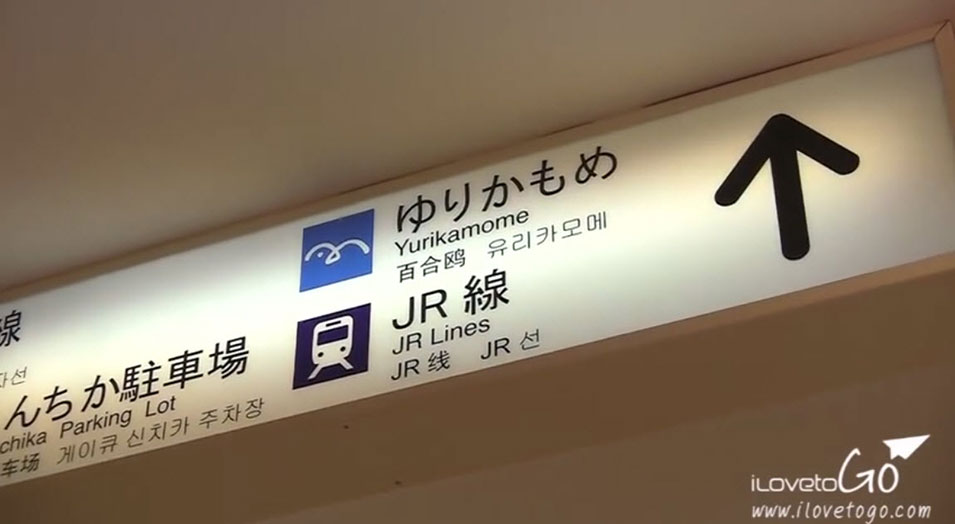 ゆりかもめ
Yurikamome
百合鸥 유리카모메
JR 線
JR Lines
JR 线 JR 선
線
자선
んちか駐車場
chika Parking Lot
车场 게이큐 신치카 주차장
iLovetoGo
www.ilovetogo.com